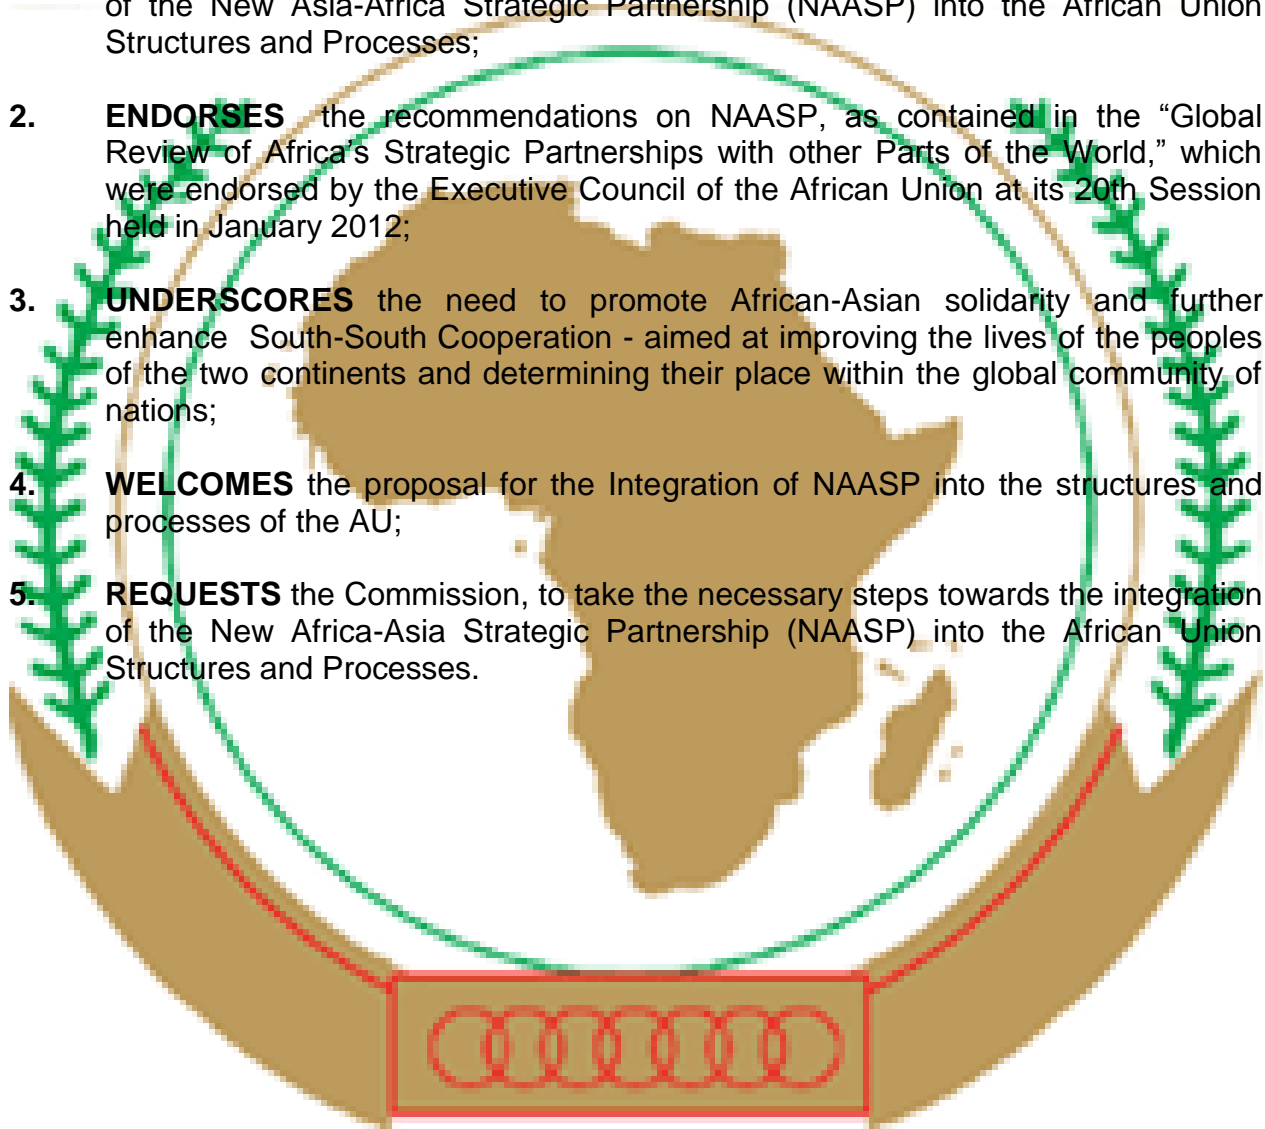 of the New Asia-Africa Strategic Partnership (NAASP) into the African Union
Structures and Processes;
2. ENDORSES the recommendations on NAASP, as contained in the “Global
Review of Africa’s Strategic Partnerships with other Parts of the World,” which
were endorsed by the Executive Council of the African Union at its 20th Session
held in January 2012;
3. UNDERSCORES the need to promote African-Asian solidarity and further
enhance South-South Cooperation - aimed at improving the lives of the peoples
of the two continents and determining their place within the global community of
nations;
4. WELCOMES the proposal for the Integration of NAASP into the structures and
processes of the AU;
5. REQUESTS the Commission, to take the necessary steps towards the integration
of the New Africa-Asia Strategic Partnership (NAASP) into the African Union
Structures and Processes.